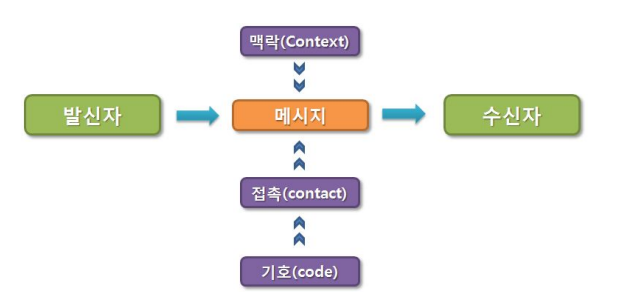 맥락(Context)
발신자
메시지
수신자
접촉(contact)
기호(code)